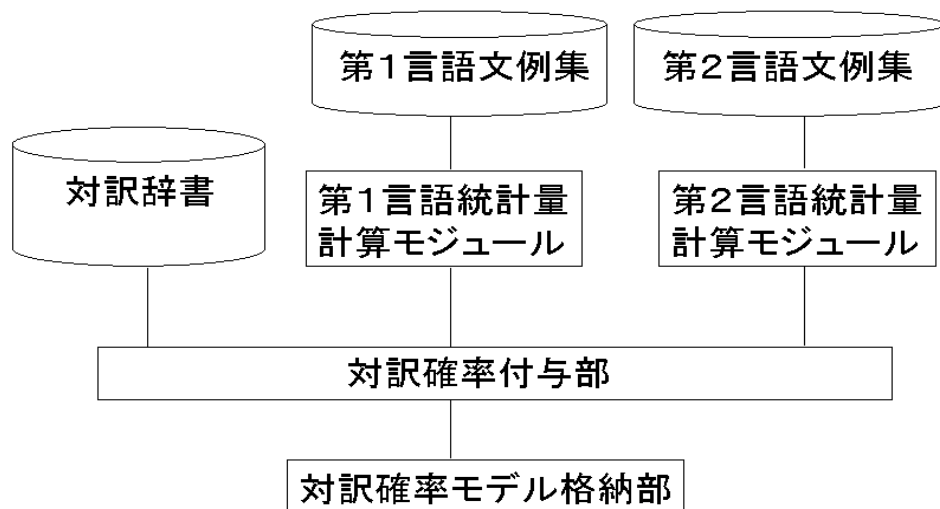 第1言語文例集
第2言語文例集
対訳辞書
第1言語統計量
計算モジュール
第2言語統計量
計算モジュール
対訳確率付与部
対訳確率モデル格納部